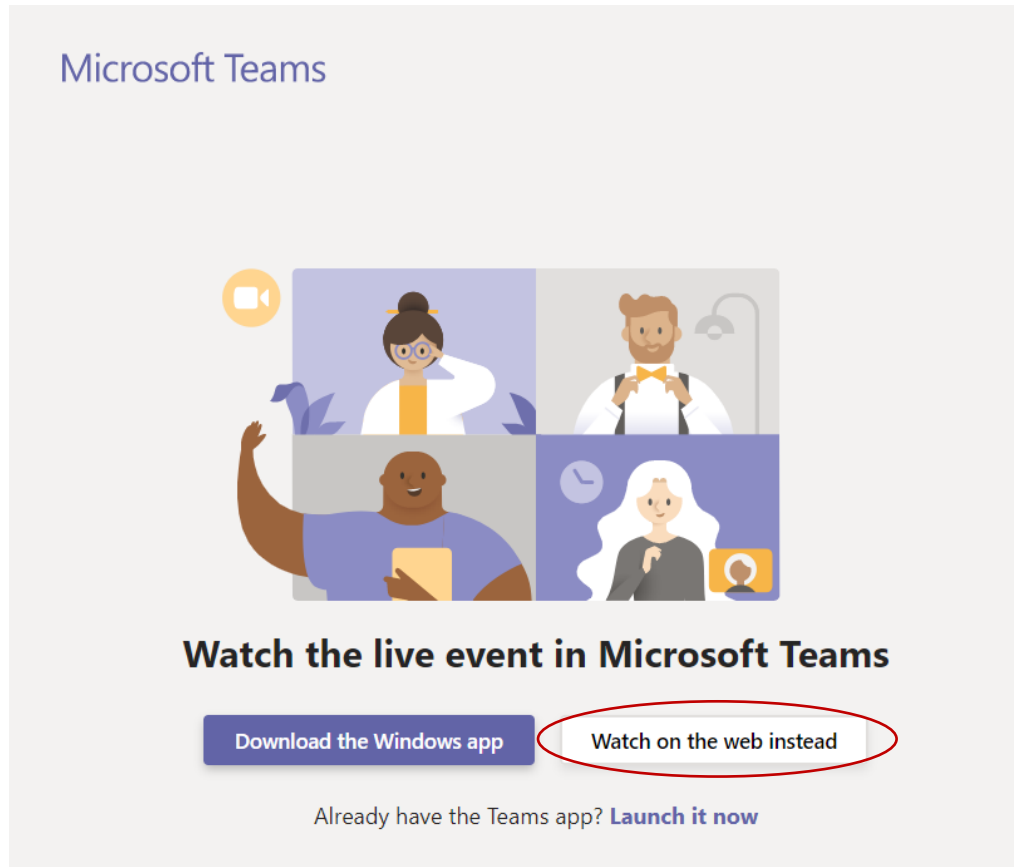 Microsoft Teams
Watch the live event in Microsoft Teams
Download the Windows app
Watch on the web instead
Already have the Teams app? Launch it now